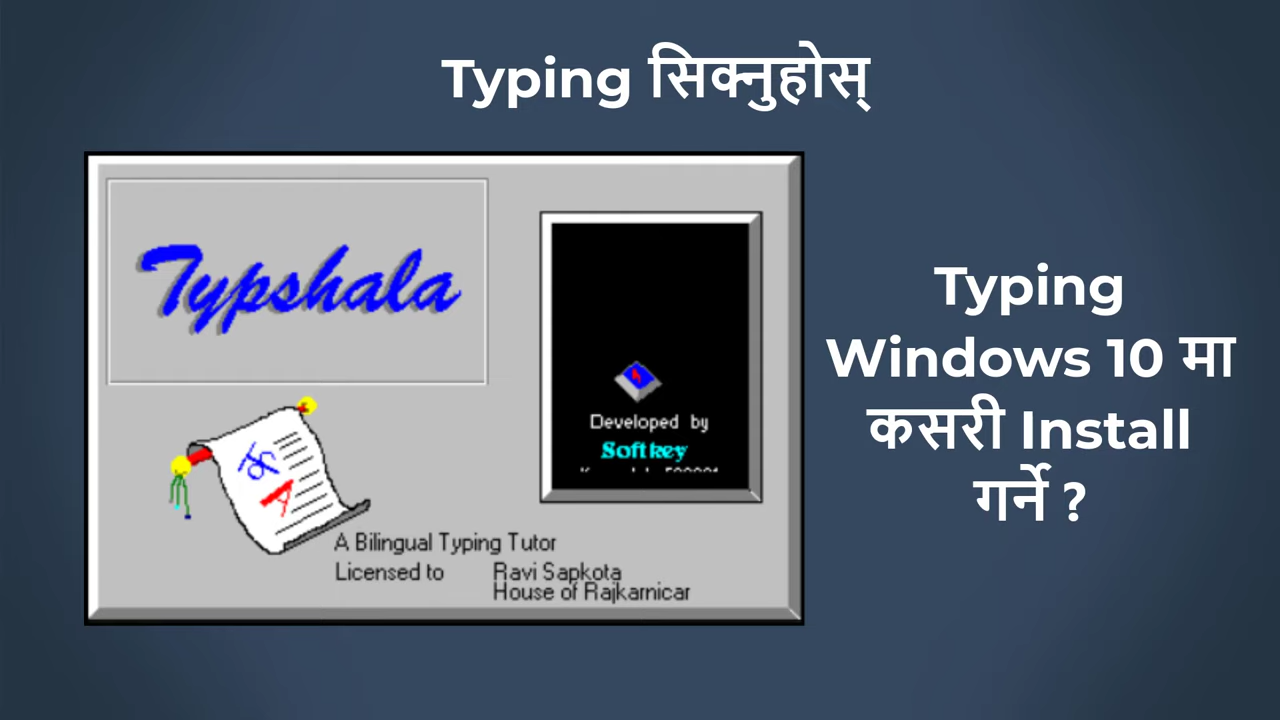 Typing सिक्नुहोस्
Typshala
क
A
Developed by
Softkey
A Bilingual Typing Tutor
Licensed to Ravi Sapkota
House of Rajkarnicar
Typing
Windows 10 मा
कसरी Install
गर्ने ?